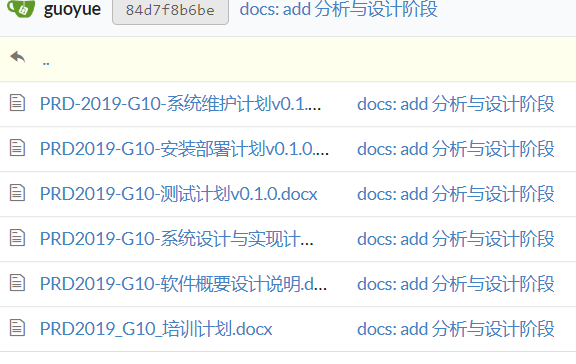 guoyue 84d7f8b6be docs: add 分析与设计阶段
..
PRD-2019-G10-系统维护计划v0.1.... docs: add 分析与设计阶段
PRD2019-G10-安装部署计划v0.1.0.... docs: add 分析与设计阶段
PRD2019-G10-测试计划v0.1.0.docx docs: add 分析与设计阶段
PRD2019-G10-系统设计与实现计... docs: add 分析与设计阶段
PRD2019-G10-软件概要设计说明.d... docs: add 分析与设计阶段
PRD2019_G10_培训计划.docx docs: add 分析与设计阶段